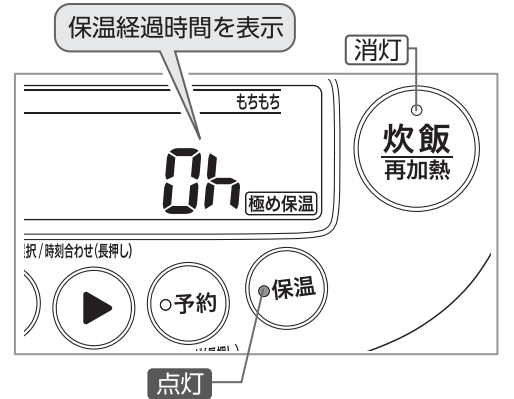 保温経過時間を表示
消灯
もちもち
炊飯
再加熱
0h
極め保温
択/時刻合わせ(長押し)
予約
保温
点灯